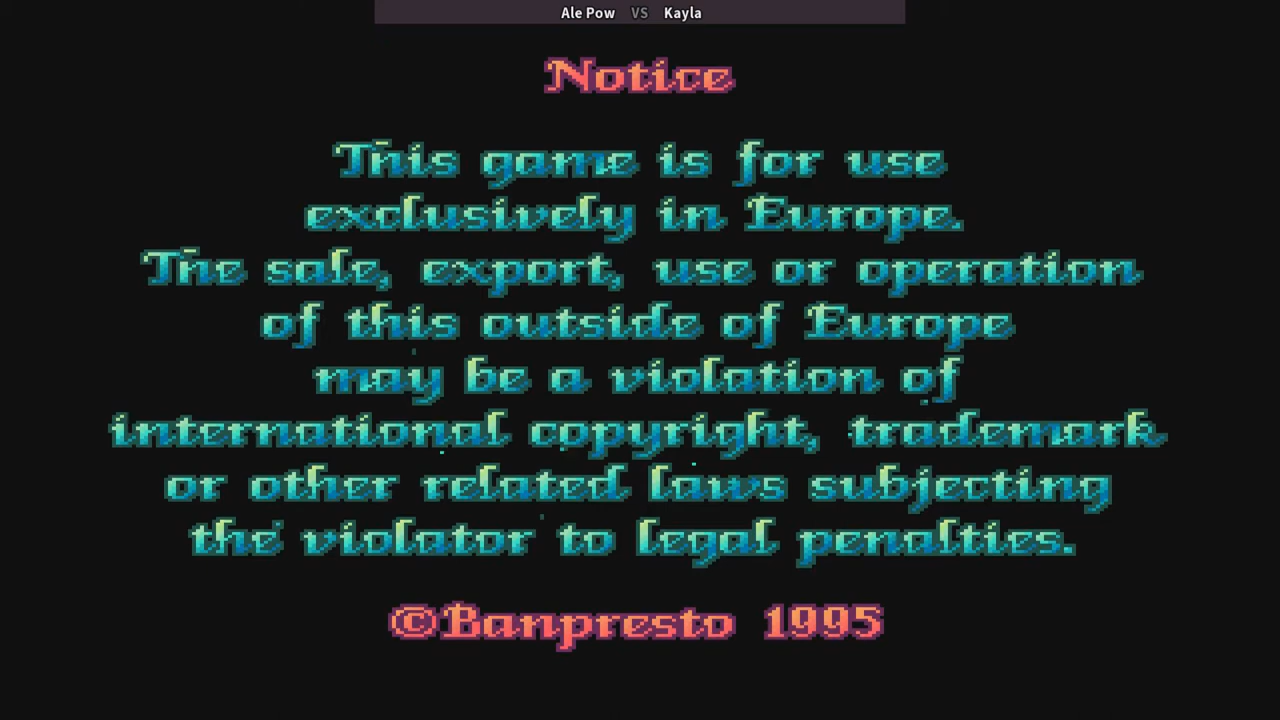 Ale Pow VS Kayla
Notice
This game is for use
exclusively in Europe.
The sale, export, use or operation
of this outside of Europe
may be a violation of
international copyright, trademark
or other related laws subjecting
the violator to legal penalties.
©Banpresto 1995